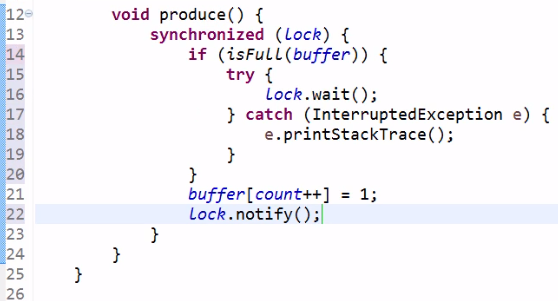 12 void produce() {
13 synchronized (lock) {
14 if (isFull(buffer)) {
15 try {
16 lock.wait();
17 } catch (InterruptedException e) {
18 e.printStackTrace();
19 }
20 }
21 buffer[count++] = 1;
22 lock.notify();
23 }
24 }
25 }
26